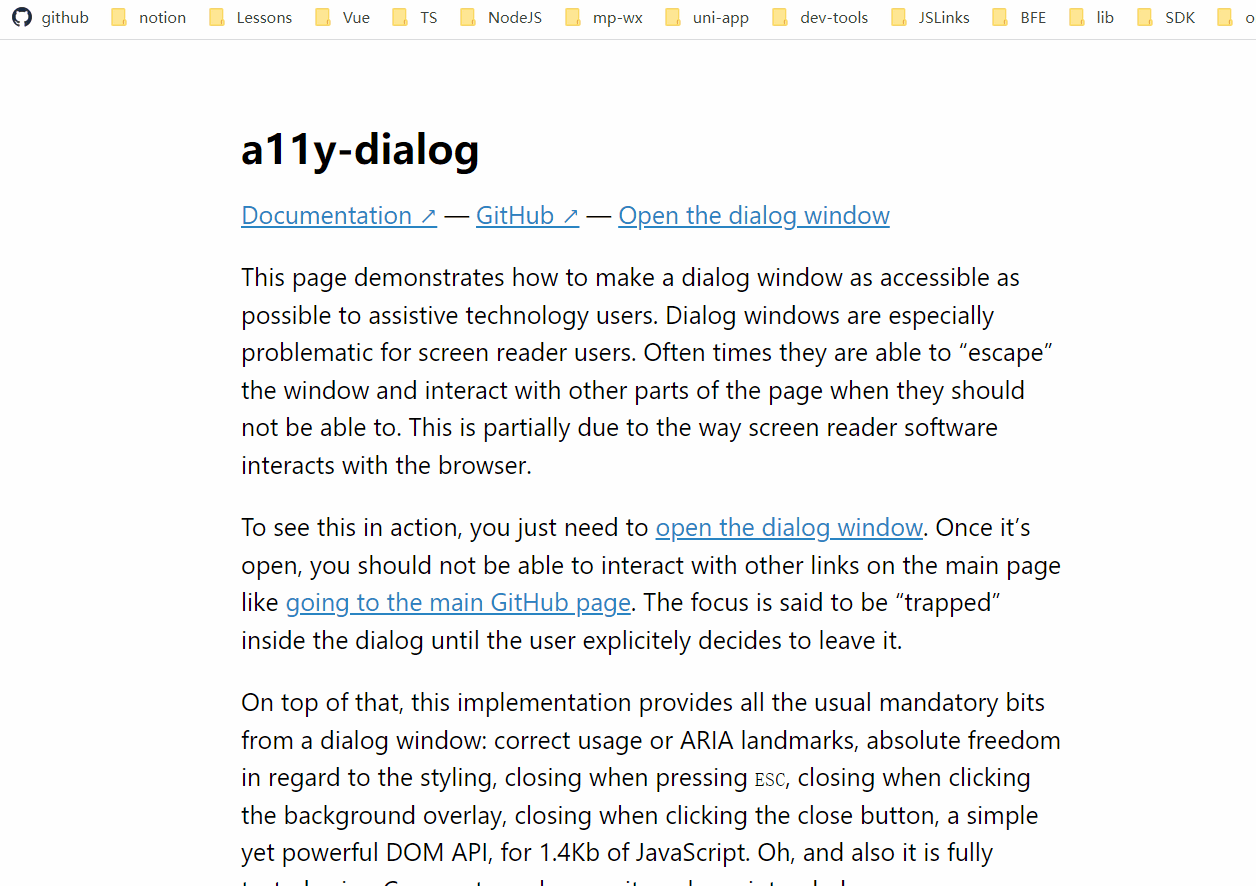 github notion Lessons Vue TS NodeJS mp-wx uni-app dev-tools JSLinks BFE lib SDK
a11y-dialog
Documentation ↗ — GitHub ↗ — Open the dialog window
This page demonstrates how to make a dialog window as accessible as
possible to assistive technology users. Dialog windows are especially
problematic for screen reader users. Often times they are able to “escape”
the window and interact with other parts of the page when they should
not be able to. This is partially due to the way screen reader software
interacts with the browser.
To see this in action, you just need to open the dialog window. Once it’s
open, you should not be able to interact with other links on the main page
like going to the main GitHub page. The focus is said to be “trapped”
inside the dialog until the user explicitely decides to leave it.
On top of that, this implementation provides all the usual mandatory bits
from a dialog window: correct usage or ARIA landmarks, absolute freedom
in regard to the styling, closing when pressing ESC, closing when clicking
the background overlay, closing when clicking the close button, a simple
yet powerful DOM API, for 1.4Kb of JavaScript. Oh, and also it is fully